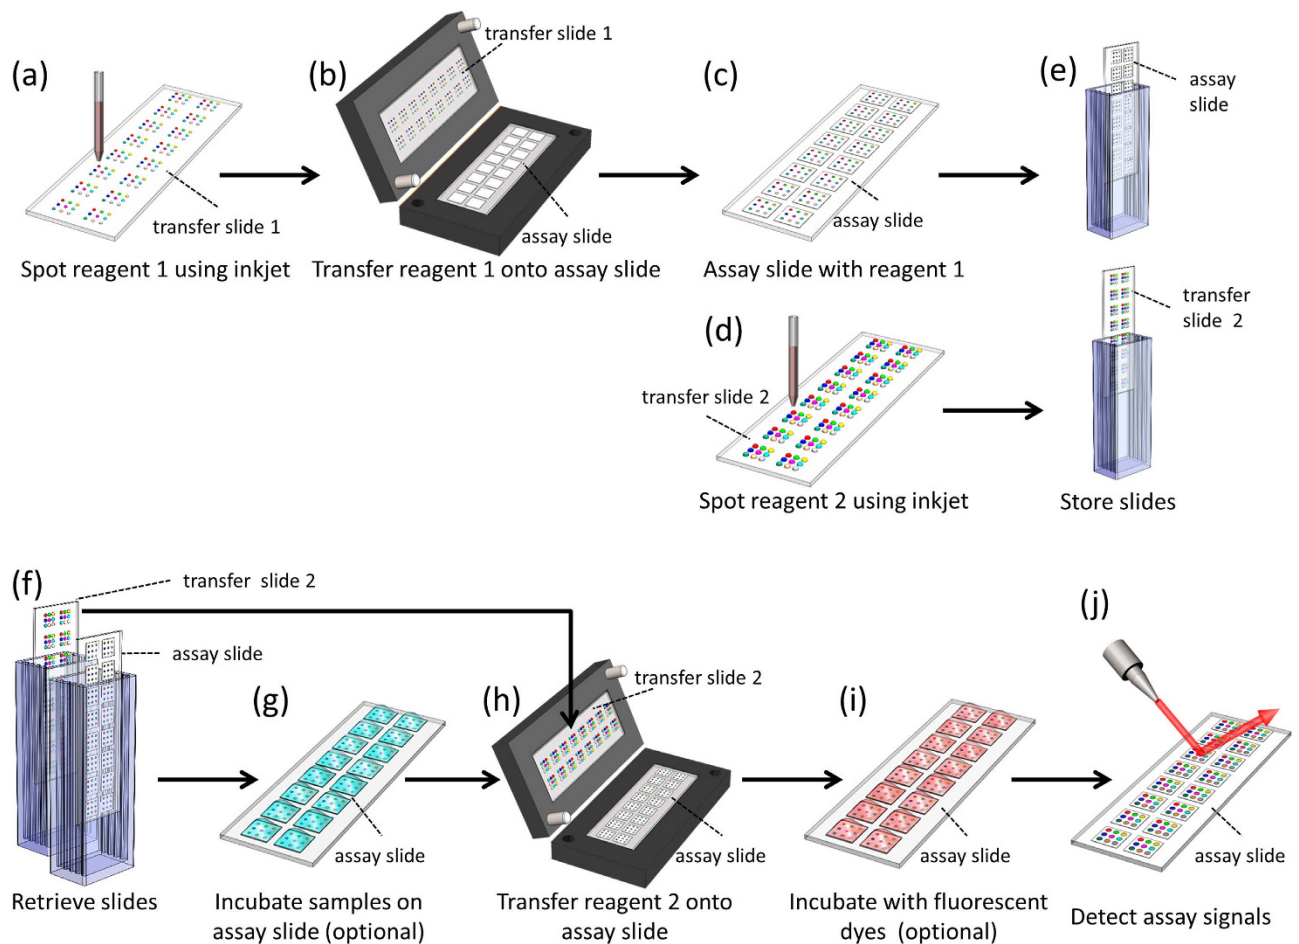 (a)
transfer slide 1
Spot reagent 1 using inkjet
(b)
transfer slide 1
assay slide
Transfer reagent 1 onto assay slide
(c)
assay slide
Assay slide with reagent 1
(e)
assay
slide
(d)
transfer slide 2
Spot reagent 2 using inkjet
transfer
slide 2
Store slides
(f)
transfer slide 2
assay slide
Retrieve slides
(g)
assay slide
Incubate samples on
assay slide (optional)
(h)
transfer slide 2
assay slide
Transfer reagent 2 onto
assay slide
(i)
assay slide
Incubate with fluorescent
dyes (optional)
(j)
assay slide
Detect assay signals